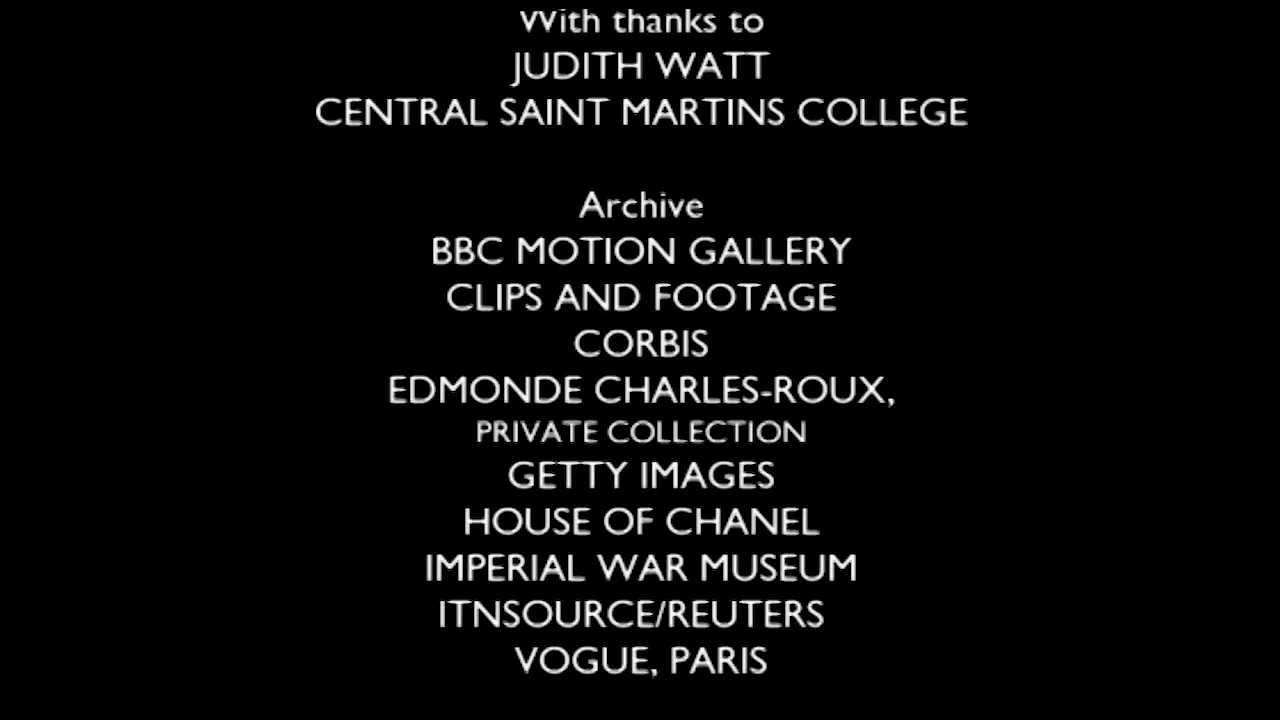 With thanks to
JUDITH WATT
CENTRAL SAINT MARTINS COLLEGE
Archive
BBC MOTION GALLERY
CLIPS AND FOOTAGE
CORBIS
EDMONDE CHARLES-ROUX,
PRIVATE COLLECTION
GETTY IMAGES
HOUSE OF CHANEL
IMPERIAL WAR MUSEUM
ITNSOURCE/REUTERS
VOGUE, PARIS